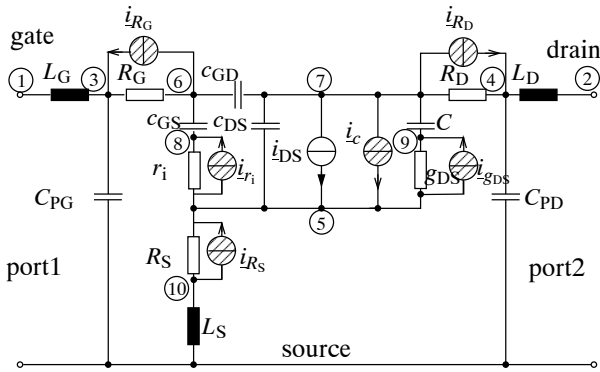 i_RG
i_RD
gate
drain
1
L_G
3
R_G
6
c_GD
7
R_D
4
L_D
2
c_GS
c_DS
i_DS
i_c
C
8
9
r_i
i_ri
g_DS
i_gDS
C_PG
5
C_PD
R_S
i_RS
port1
10
port2
L_S
source